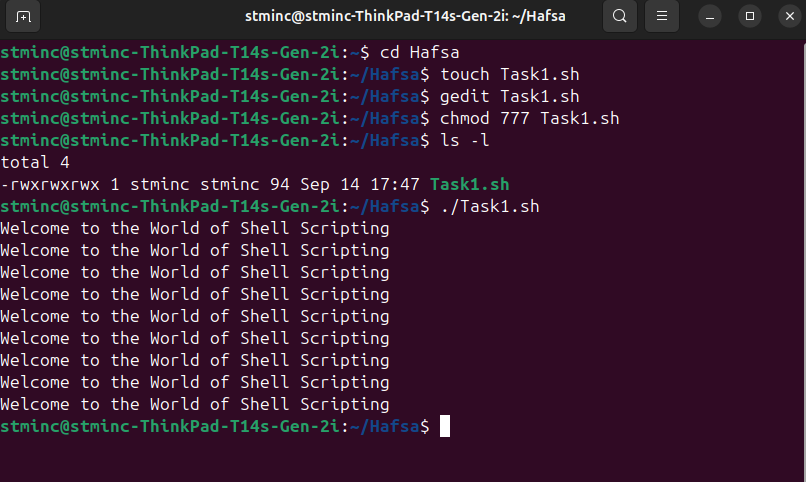 stminc@stminc-ThinkPad-T14s-Gen-2i: ~/Hafsa
stminc@stminc-ThinkPad-T14s-Gen-2i:~$ cd Hafsa
stminc@stminc-ThinkPad-T14s-Gen-2i:~/Hafsa$ touch Task1.sh
stminc@stminc-ThinkPad-T14s-Gen-2i:~/Hafsa$ gedit Task1.sh
stminc@stminc-ThinkPad-T14s-Gen-2i:~/Hafsa$ chmod 777 Task1.sh
stminc@stminc-ThinkPad-T14s-Gen-2i:~/Hafsa$ ls -l
total 4
-rwxrwxrwx 1 stminc stminc 94 Sep 14 17:47 Task1.sh
stminc@stminc-ThinkPad-T14s-Gen-2i:~/Hafsa$ ./Task1.sh
Welcome to the World of Shell Scripting
Welcome to the World of Shell Scripting
Welcome to the World of Shell Scripting
Welcome to the World of Shell Scripting
Welcome to the World of Shell Scripting
Welcome to the World of Shell Scripting
Welcome to the World of Shell Scripting
Welcome to the World of Shell Scripting
Welcome to the World of Shell Scripting
stminc@stminc-ThinkPad-T14s-Gen-2i:~/Hafsa$